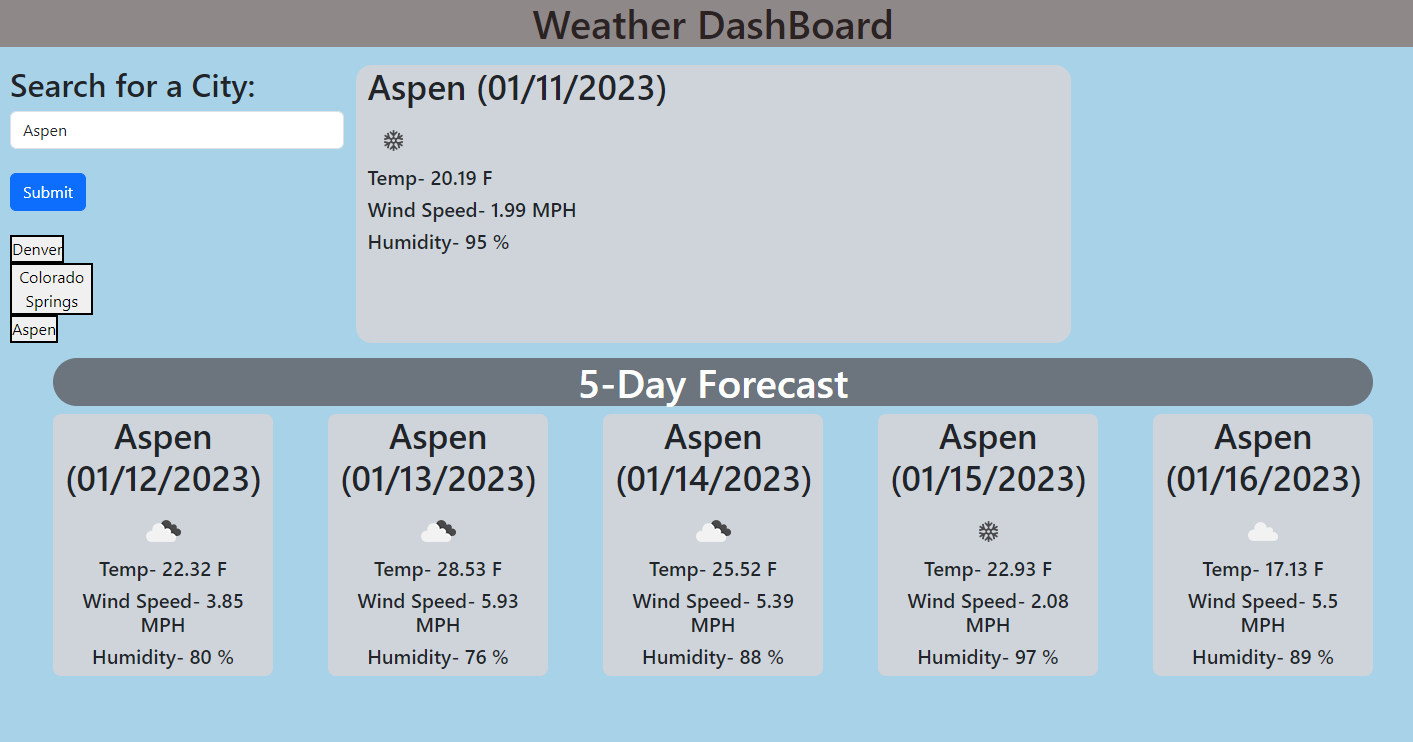 Weather DashBoard
Search for a City:
Aspen
Submit
Denver
Colorado
Springs
Aspen
Aspen (01/11/2023)
Temp- 20.19 F
Wind Speed- 1.99 MPH
Humidity- 95 %
5-Day Forecast
Aspen
(01/12/2023)
Temp- 22.32 F
Wind Speed- 3.85
MPH
Humidity- 80 %
Aspen
(01/13/2023)
Temp- 28.53 F
Wind Speed- 5.93
MPH
Humidity- 76 %
Aspen
(01/14/2023)
Temp- 25.52 F
Wind Speed- 5.39
MPH
Humidity- 88 %
Aspen
(01/15/2023)
Temp- 22.93 F
Wind Speed- 2.08
MPH
Humidity- 97 %
Aspen
(01/16/2023)
Temp- 17.13 F
Wind Speed- 5.5
MPH
Humidity- 89 %